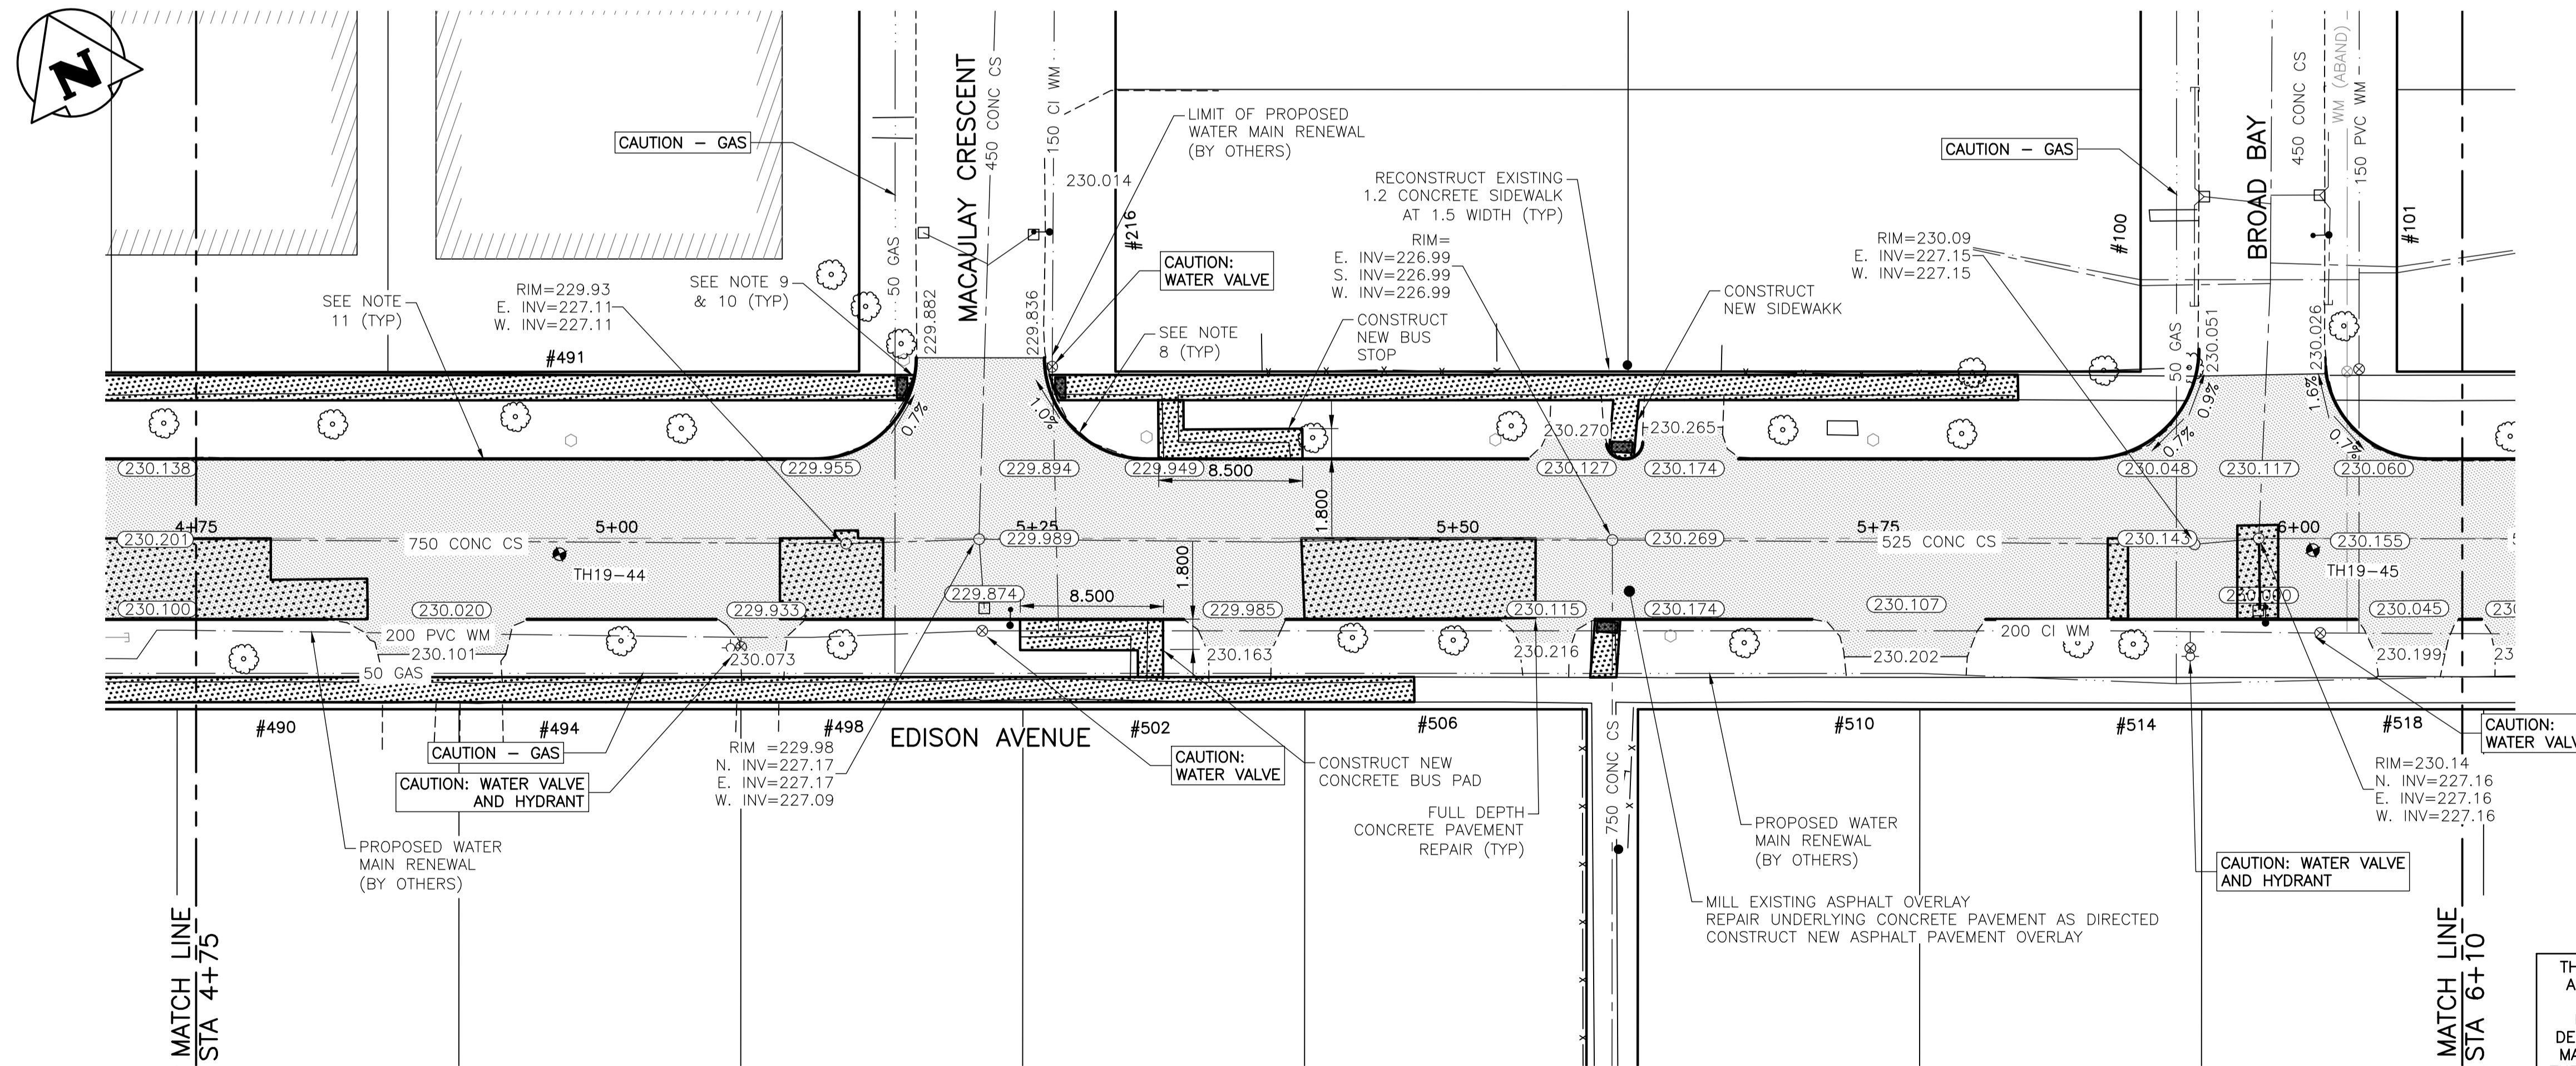 N
CAUTION – GAS
MACAULAY CRESCENT
450 CONC CS
150 CI WM
50 GAS
LIMIT OF PROPOSED
WATER MAIN RENEWAL
(BY OTHERS)
230.014
#216
CAUTION:
WATER VALVE
RECONSTRUCT EXISTING
1.2 CONCRETE SIDEWALK
AT 1.5 WIDTH (TYP)
RIM=
E. INV=226.99
S. INV=226.99
W. INV=226.99
CONSTRUCT
NEW BUS
STOP
CONSTRUCT
NEW SIDEWAKK
CAUTION – GAS
RIM=230.09
E. INV=227.15
W. INV=227.15
#100
BROAD BAY
450 CONC CS
WM (ABAND)
150 PVC WM
#101
50 GAS
230.051
230.026
SEE NOTE
11 (TYP)
RIM=229.93
E. INV=227.11
W. INV=227.11
SEE NOTE 9
& 10 (TYP)
229.882
229.836
SEE NOTE
8 (TYP)
#491
0.7%
1.0%
0.9%
0.7%
1.6%
0.7%
230.270
230.265
230.138
229.955
229.894
229.949
8.500
230.127
230.174
230.048
230.117
230.060
1.800
4+75
5+00
5+25
5+50
5+75
6+00
230.201
750 CONC CS
229.989
230.269
525 CONC CS
230.143
230.155
TH19-44
TH19-45
1.800
229.874
8.500
230.100
230.020
229.933
229.985
230.115
230.174
230.107
230.045
200 PVC WM
230.101
230.073
230.163
230.216
200 CI WM
230.202
230.199
50 GAS
#490
#494
#498
EDISON AVENUE
#502
#506
#510
#514
#518
CAUTION – GAS
CAUTION: WATER VALVE
AND HYDRANT
RIM =229.98
N. INV=227.17
E. INV=227.17
W. INV=227.09
CAUTION:
WATER VALVE
CONSTRUCT NEW
CONCRETE BUS PAD
FULL DEPTH
CONCRETE PAVEMENT
REPAIR (TYP)
750 CONC CS
PROPOSED WATER
MAIN RENEWAL
(BY OTHERS)
PROPOSED WATER
MAIN RENEWAL
(BY OTHERS)
MILL EXISTING ASPHALT OVERLAY
REPAIR UNDERLYING CONCRETE PAVEMENT AS DIRECTED
CONSTRUCT NEW ASPHALT PAVEMENT OVERLAY
CAUTION:
WATER VALV
RIM=230.14
N. INV=227.16
E. INV=227.16
W. INV=227.16
CAUTION: WATER VALVE
AND HYDRANT
MATCH LINE
STA 4+75
MATCH LINE
STA 6+10